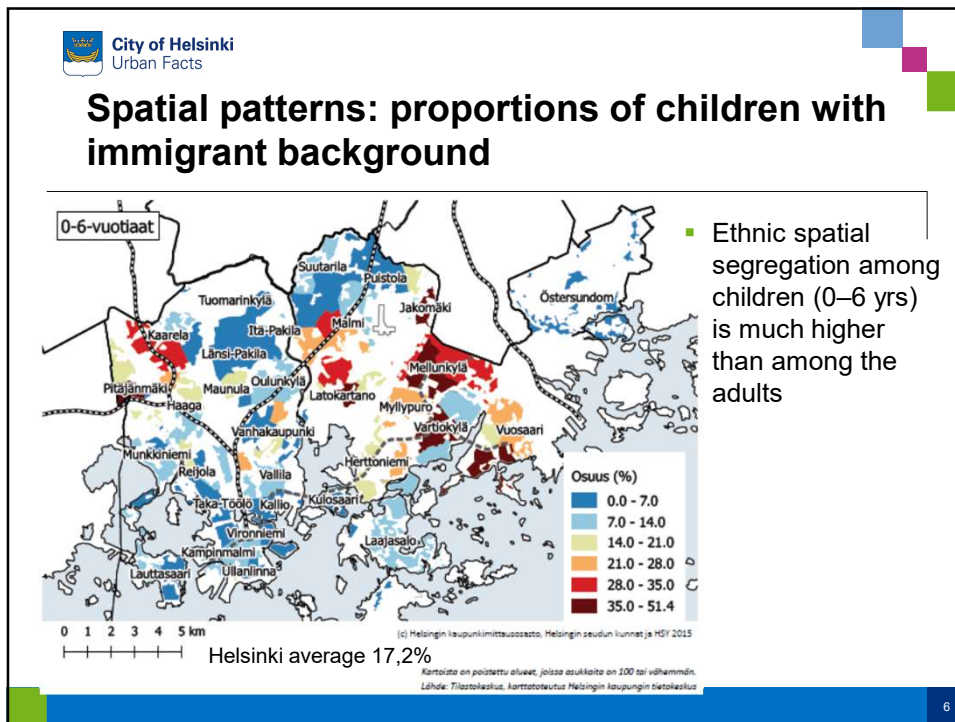 City of Helsinki
Urban Facts
Spatial patterns: proportions of children with
immigrant background
0-6-vuotiaat
Suutarila
Puistola
Tuomarinkylä
Östersundom
Jakomäki
Malmi
Itä-Pakila
Kaarela
Länsi-Pakila
Mellunkylä
Pitäjänmäki
Maunula
Oulunkylä
Latokartano
Haaga
Myllypuro
Vanhakaupunki
Vartiokylä
Vuosaari
Munkkiniemi
Reijola
Vallila
Herttoniemi
Taka-Töölö
Kallio
Kulosaari
Vironniemi
Kampinmalmi
Laajasalo
Lauttasaari
Ullanlinna
Osuus (%)
0.0 - 7.0
7.0 - 14.0
14.0 - 21.0
21.0 - 28.0
28.0 - 35.0
35.0 - 51.4
▪ Ethnic spatial
segregation among
children (0–6 yrs)
is much higher
than among the
adults
0 1 2 3 4 5 km
(c) Helsingin kaupunkimittausosasto, Helsingin seudun kunnat ja HSY 2015
Helsinki average 17,2%
Kartoista on poistettu alueet, joissa asukkaita on 100 tai vähemmän.
Lähde: Tilastokeskus, karttatoteutus Helsingin kaupungin tietokeskus
6